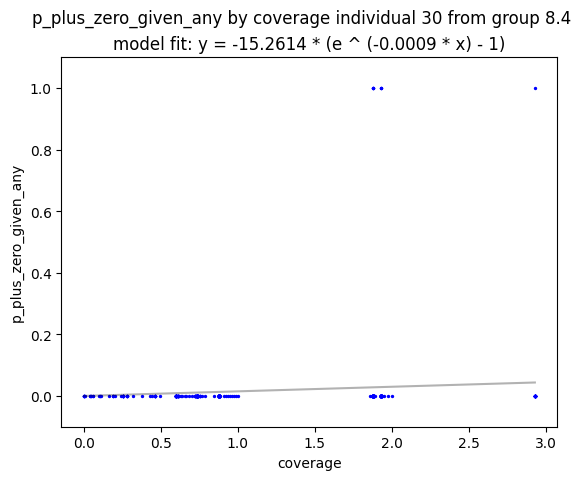 p_plus_zero_given_any by coverage individual 30 from group 8.4
model fit: y = -15.2614 * (e ^ (-0.0009 * x) - 1)
1.0
0.8
0.6
0.4
0.2
0.0
p_plus_zero_given_any
0.0 0.5 1.0 1.5 2.0 2.5 3.0
coverage